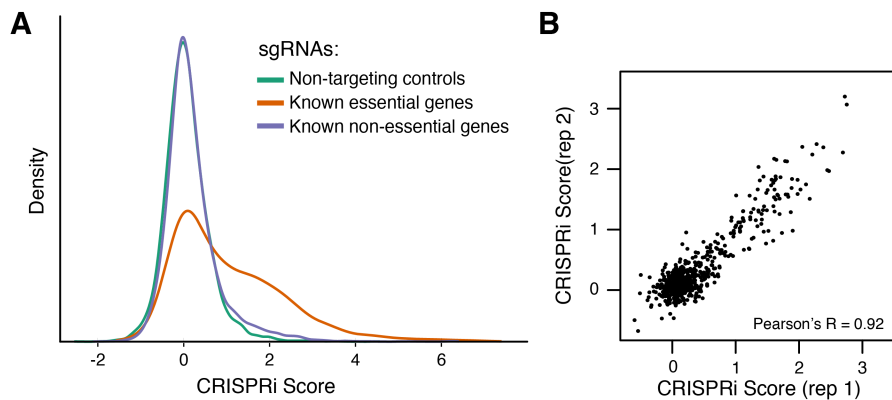 A
sgRNAs:
Non-targeting controls
Known essential genes
Known non-essential genes
Density
-2 0 2 4 6
CRISPRi Score
B
3
2
1
0
CRISPRi Score(rep 2)
Pearson's R = 0.92
0 1 2 3
CRISPRi Score (rep 1)